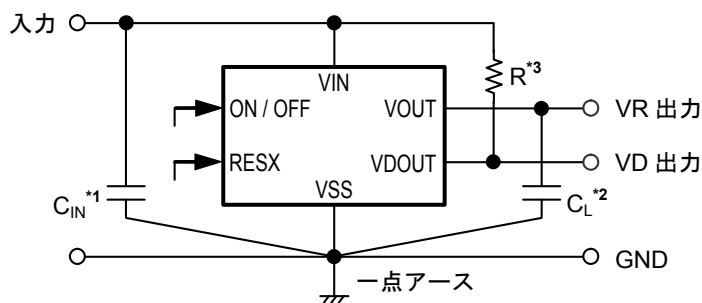 入力
VIN
R*3
ON / OFF
VOUT
VR 出力
RESX
VDOUT
VD 出力
VSS
CIN*1
CL*2
GND
一点アース